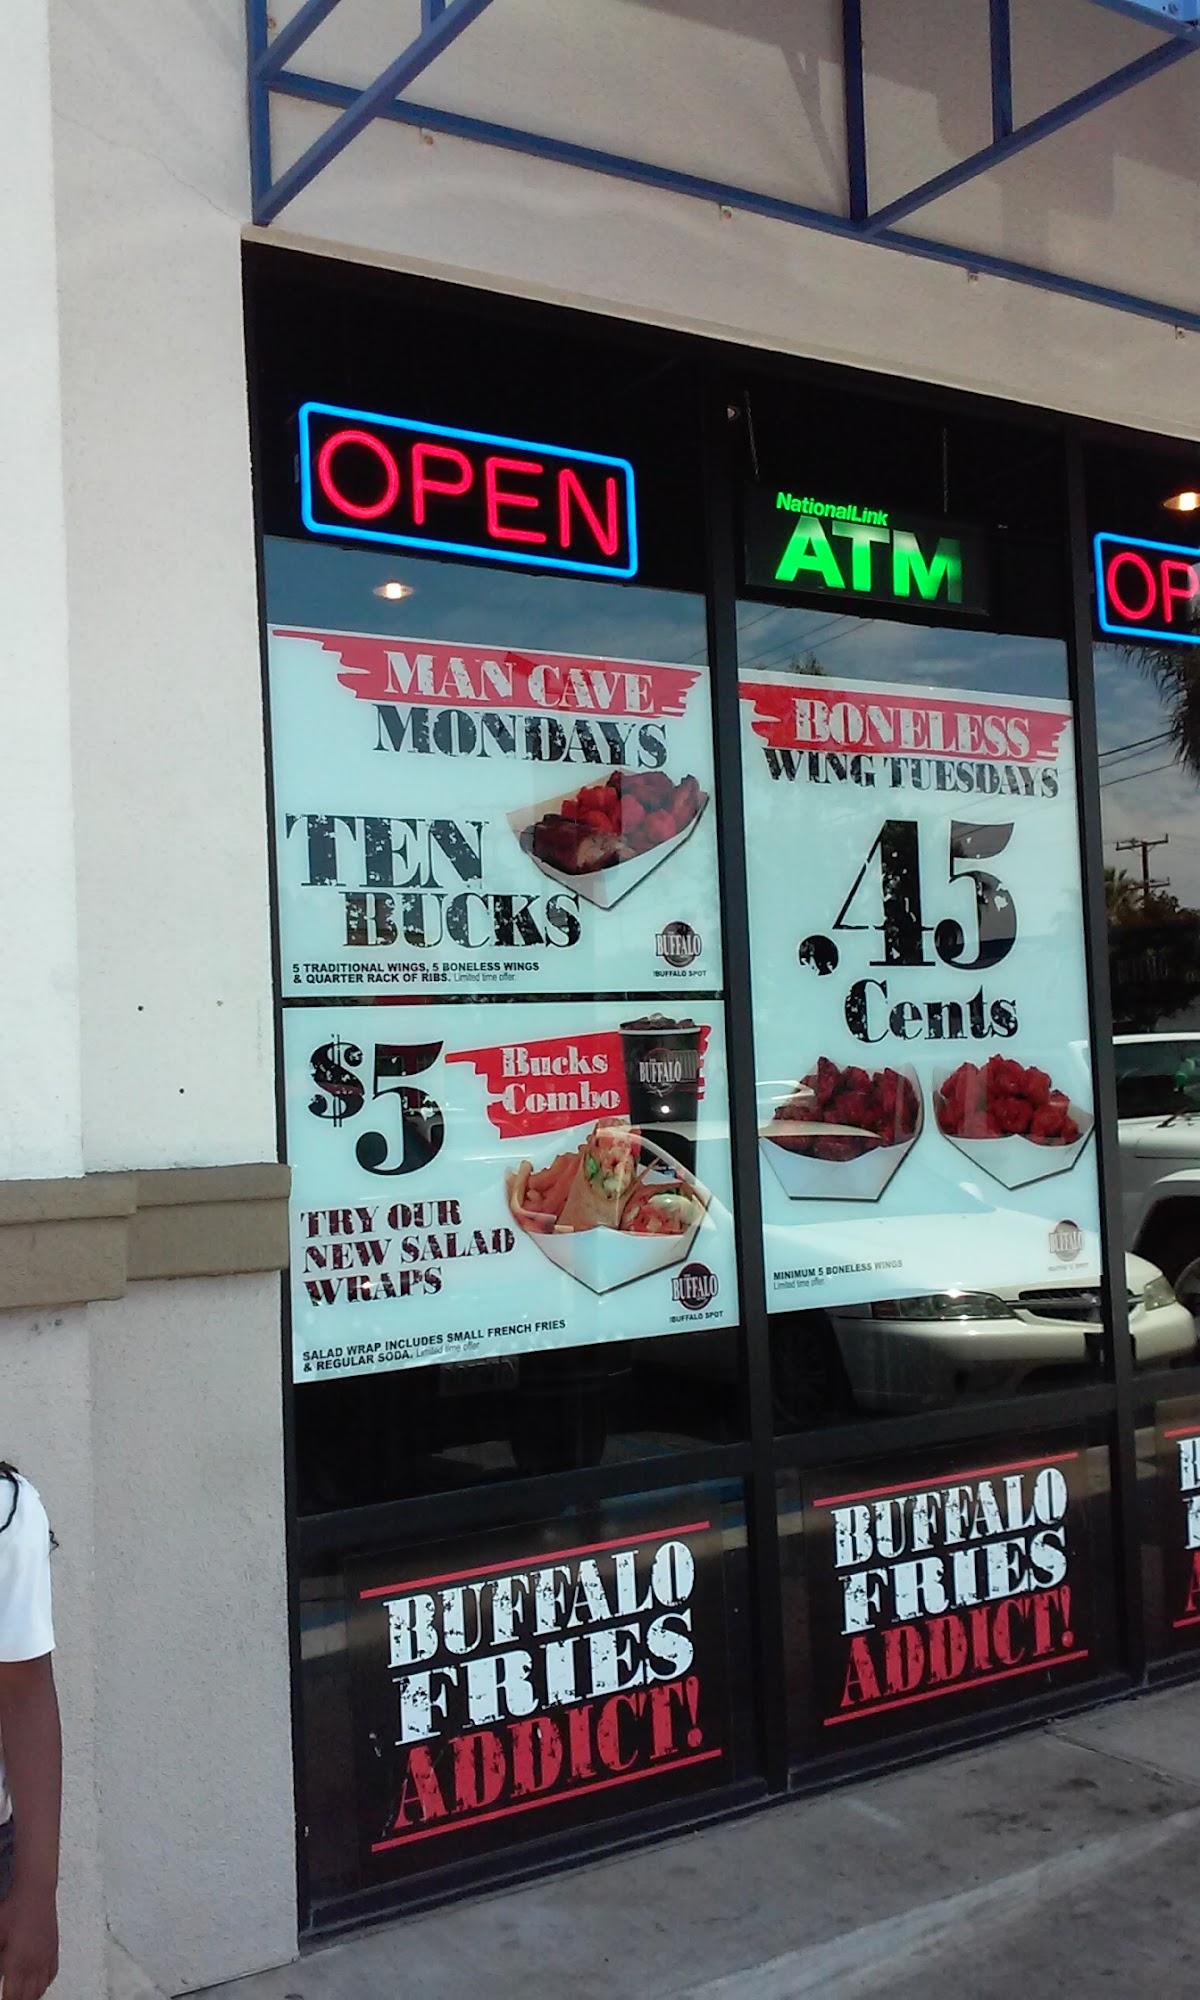 OPEN
NationalLink
ATM
OP
MAN CAVE
MONDAYS
TEN
BUCKS
5 TRADITIONAL WINGS, 5 BONELESS WINGS
& QUARTER RACK OF RIBS. Limited time offer
BUFFALO
BUFFALO SPOT
$5
Bucks
Combo
BUFFALO
TRY OUR
NEW SALAD
WRAPS
THE
BUFFALO
BUFFALO SPOT
SALAD WRAP INCLUDES SMALL FRENCH FRIES
& REGULAR SODA. Limited time offer
BONELESS
WING TUESDAYS
.45
Cents
MINIMUM 5 BONELESS WINGS
Limited time offer
BUFFALO
BUFFALO
FRIES
ADDICT!
BUFFALO
FRIES
ADDICT!